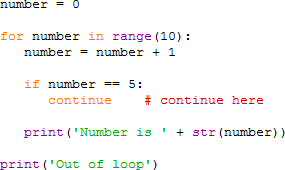 number = 0
for number in range(10):
   number = number + 1
   if number == 5:
      continue    # continue here
   print('Number is ' + str(number))
print('Out of loop')